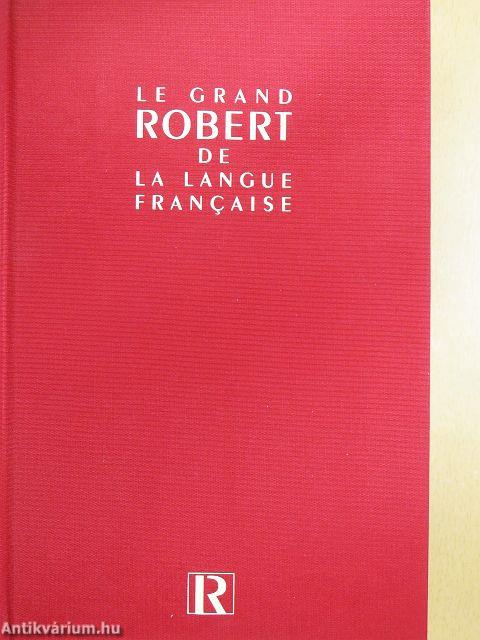 LE GRAND
ROBERT
DE
LA LANGUE
FRANÇAISE
R
Antikvárium.hu